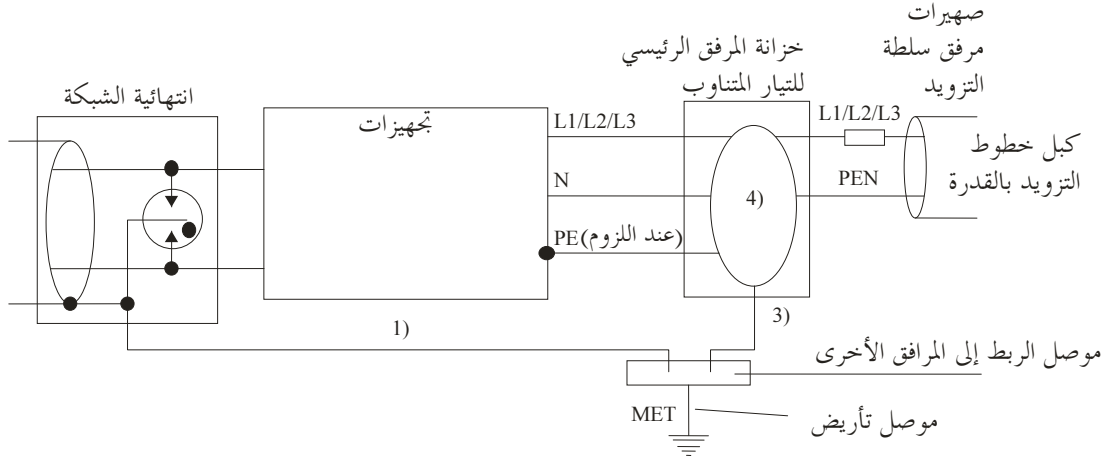 صهيرات
مرفق سلطة
التزويد
خزانة المرفق الرئيسي
للتيار المتناوب
انتهائية الشبكة
تجهيزات
L1/L2/L3
L1/L2/L3
كبل خطوط
التزويد بالقدرة
N
PEN
4)
PE(عند اللزوم)
3)
1)
موصل الربط إلى المرافق الأخرى
MET
موصل تأريض